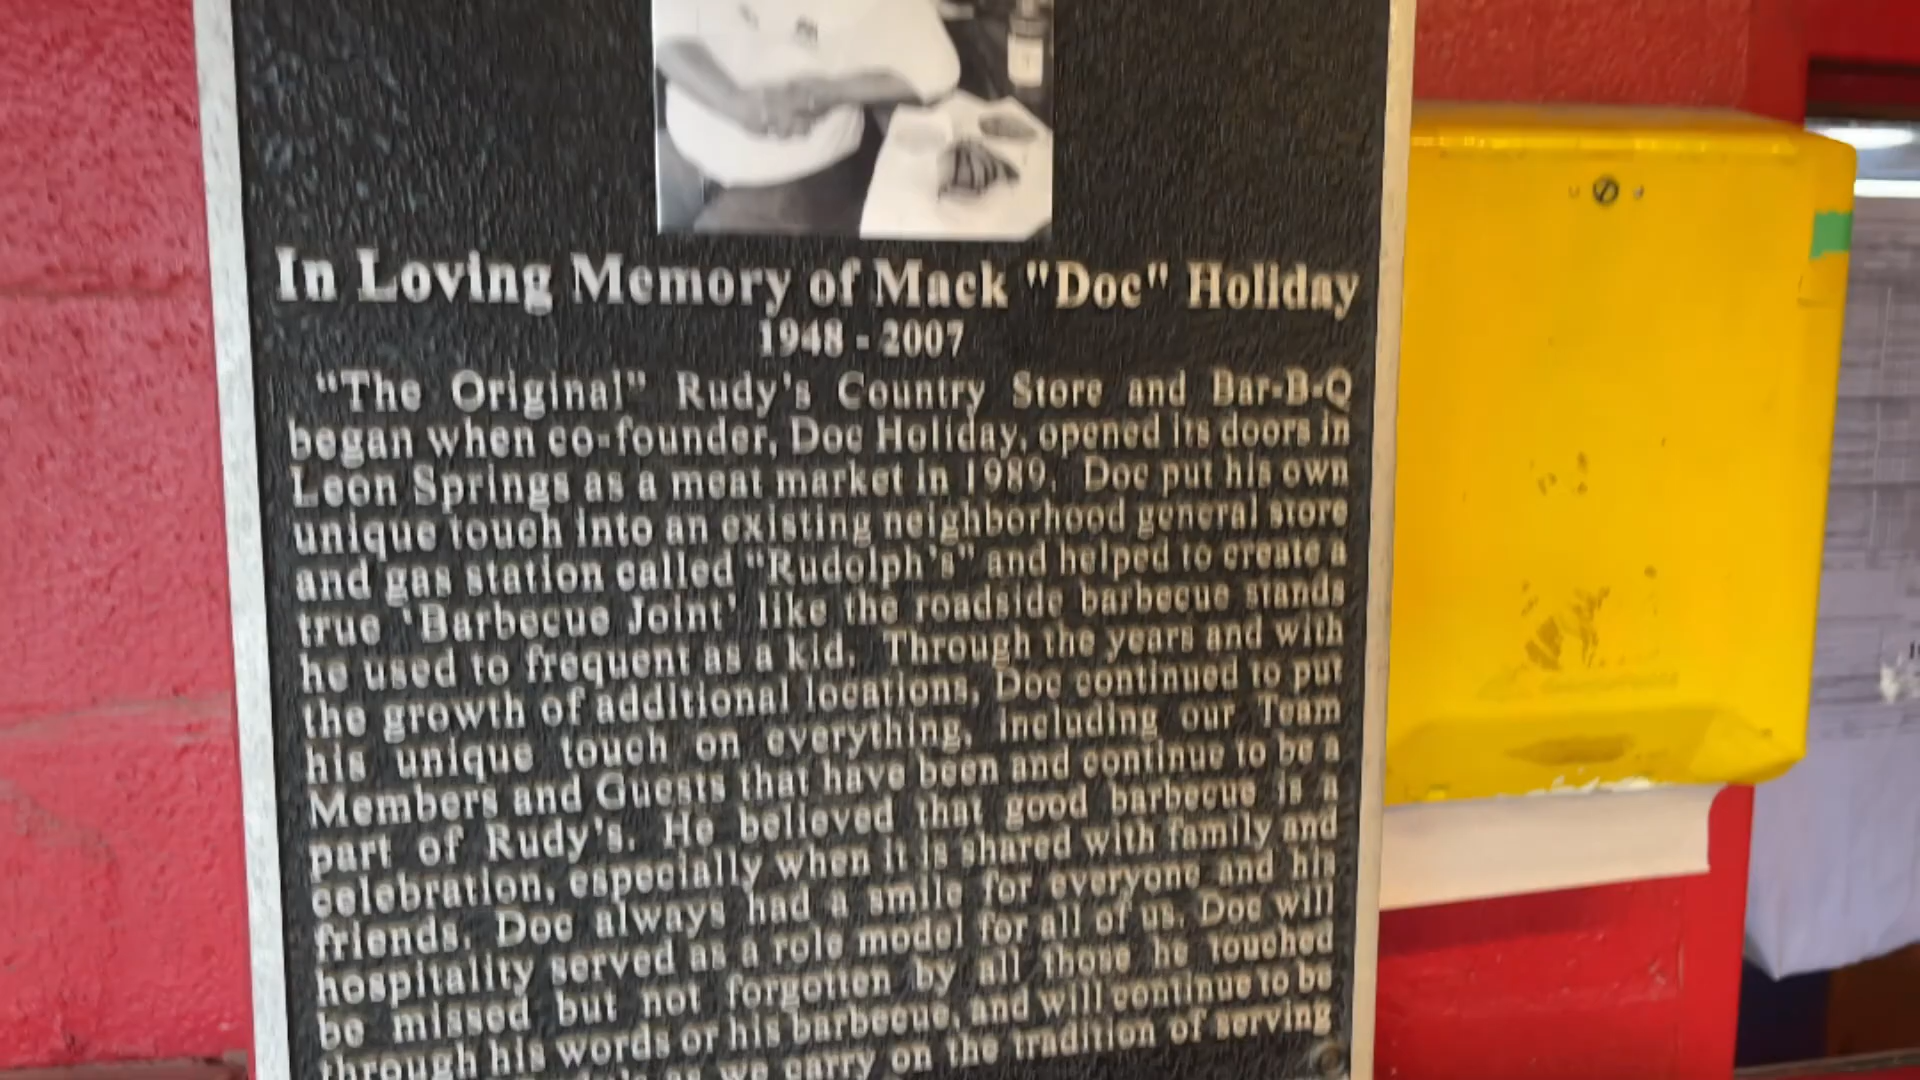 In Loving Memory of Mack "Doc" Holiday
1948 - 2007
"The Original" Rudy's Country Store and Bar-B-Q
began when co-founder, Doc Holiday, opened its doors in
Leon Springs as a meat market in 1989. Doc put his own
unique touch into an existing neighborhood general store
and gas station called "Rudolph's" and helped to create a
true 'Barbecue Joint' like the roadside barbecue stands
he used to frequent as a kid. Through the years and with
the growth of additional locations, Doc continued to put
his unique touch on everything, including our Team
Members and Guests that have been and continue to be a
part of Rudy's. He believed that good barbecue is a
celebration, especially when it is shared with family and
friends. Doc always had a smile for everyone and his
hospitality served as a role model for all of us. Doc will
be missed but not forgotten by all those he touched
through his words or his barbecue, and will continue to be
as we carry on the tradition of serving